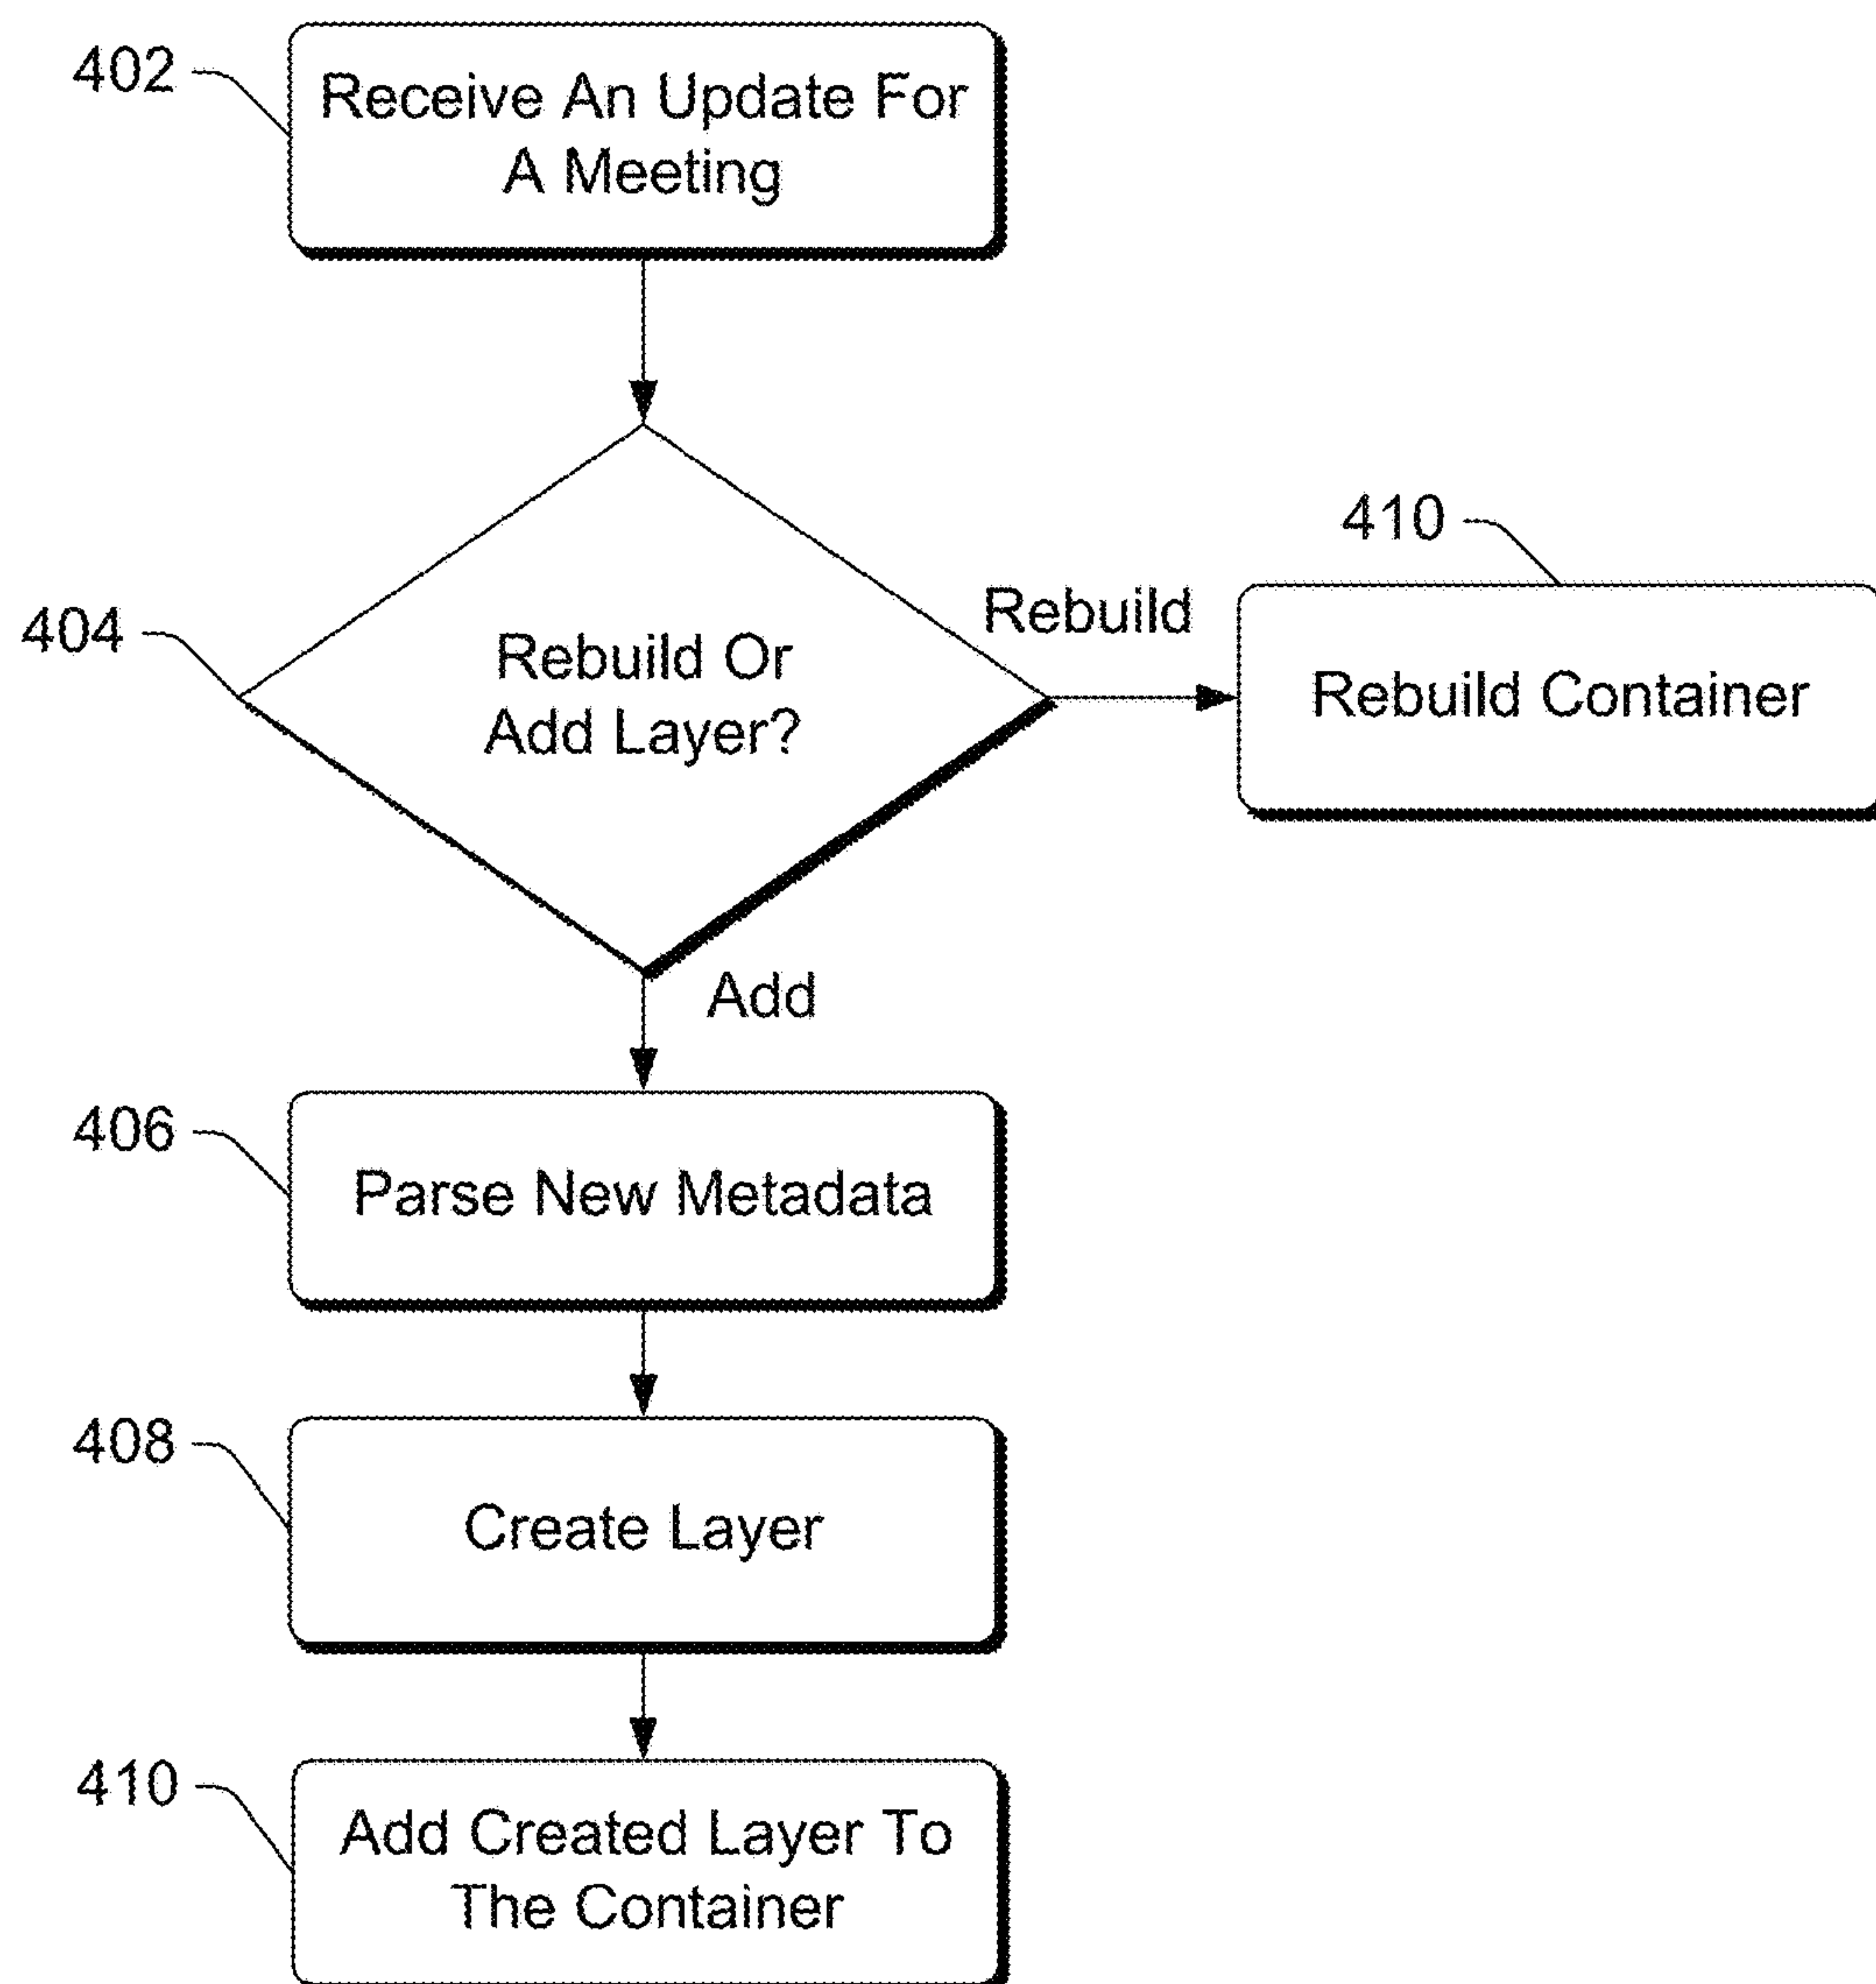 402
Receive An Update For
A Meeting
404
Rebuild Or
Add Layer?
Rebuild
410
Rebuild Container
Add
406
Parse New Metadata
408
Create Layer
410
Add Created Layer To
The Container